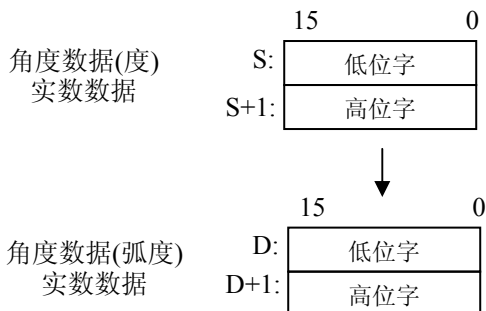 15 0
角度数据(度)
实数数据
S: 低位字
S+1: 高位字
15 0
角度数据(弧度)
实数数据
D: 低位字
D+1: 高位字